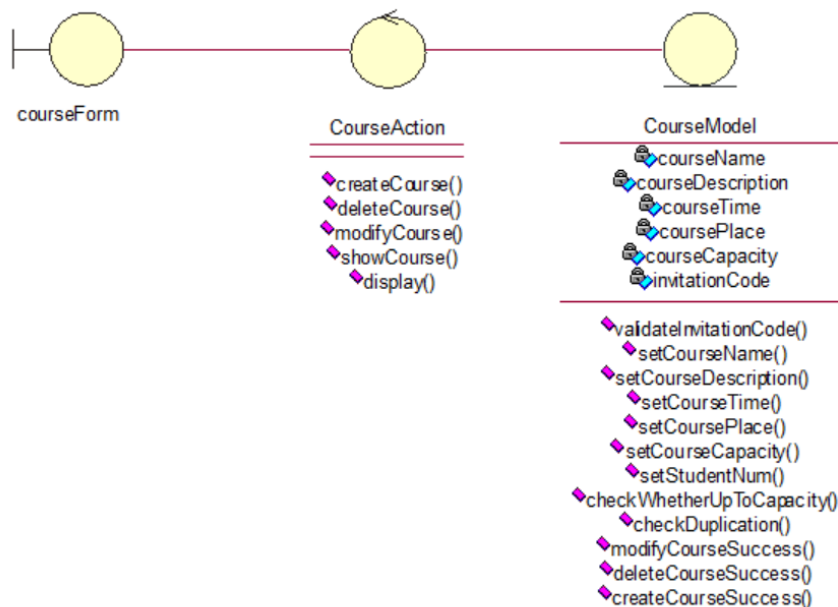 courseForm
CourseAction
createCourse()
deleteCourse()
modifyCourse()
showCourse()
display()
CourseModel
courseName
courseDescription
courseTime
coursePlace
courseCapacity
invitationCode
validateInvitationCode()
setCourseName()
setCourseDescription()
setCourseTime()
setCoursePlace()
setCourseCapacity()
setStudentNum()
checkWhetherUpToCapacity()
checkDuplication()
modifyCourseSuccess()
deleteCourseSuccess()
createCourseSuccess()